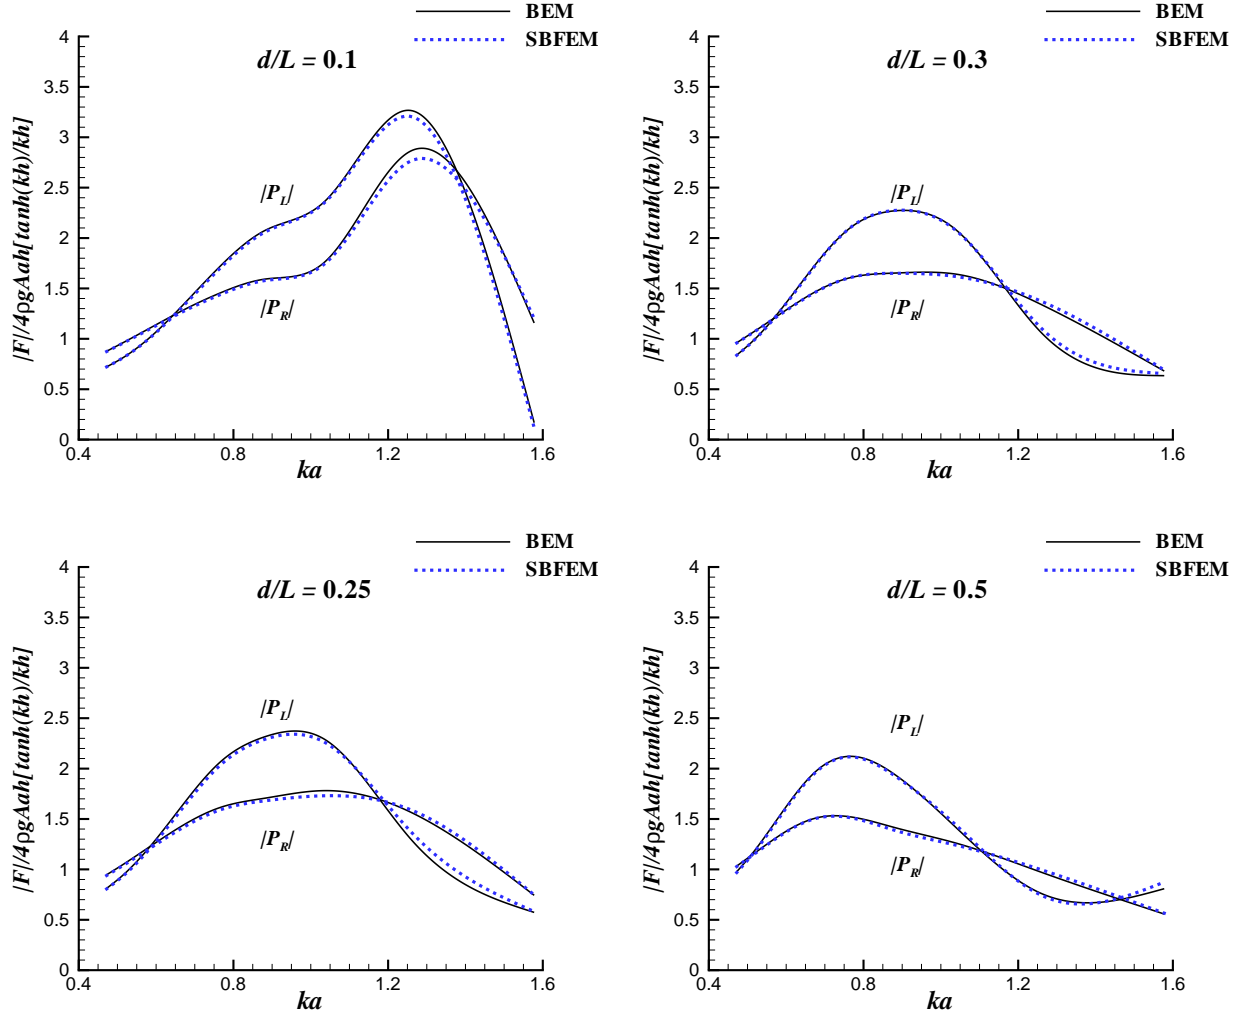 BEM
SBFEM
d/L = 0.1
4
3.5
3
2.5
2
1.5
1
0.5
0
|F|/4ρgAah[tanh(kh)/kh]
|P_L|
|P_R|
0.4 0.8 1.2 1.6
ka
BEM
SBFEM
d/L = 0.3
4
3.5
3
2.5
2
1.5
1
0.5
0
|F|/4ρgAah[tanh(kh)/kh]
|P_L|
|P_R|
0.4 0.8 1.2 1.6
ka
BEM
SBFEM
d/L = 0.25
4
3.5
3
2.5
2
1.5
1
0.5
0
|F|/4ρgAah[tanh(kh)/kh]
|P_L|
|P_R|
0.4 0.8 1.2 1.6
ka
BEM
SBFEM
d/L = 0.5
4
3.5
3
2.5
2
1.5
1
0.5
0
|F|/4ρgAah[tanh(kh)/kh]
|P_L|
|P_R|
0.4 0.8 1.2 1.6
ka